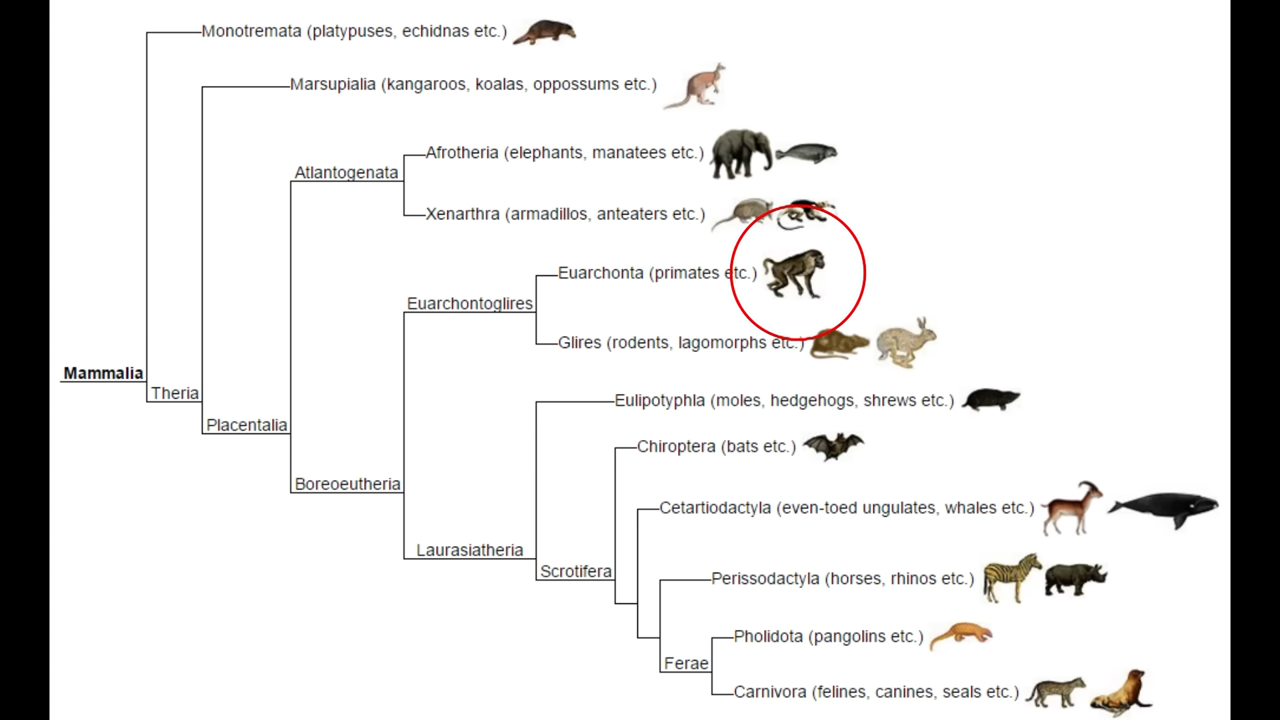 Monotremata (platypuses, echidnas etc.)
Marsupialia (kangaroos, koalas, oppossums etc.)
Afrotheria (elephants, manatees etc.)
Atlantogenata
Xenarthra (armadillos, anteaters etc.)
Euarchonta (primates etc.)
Euarchontoglires
Glires (rodents, lagomorphs etc.)
Mammalia
Theria
Eulipotyphla (moles, hedgehogs, shrews etc.)
Placentalia
Chiroptera (bats etc.)
Boreoeutheria
Cetartiodactyla (even-toed ungulates, whales etc.)
Laurasiatheria
Scrotifera
Perissodactyla (horses, rhinos etc.)
Pholidota (pangolins etc.)
Ferae
Carnivora (felines, canines, seals etc.)